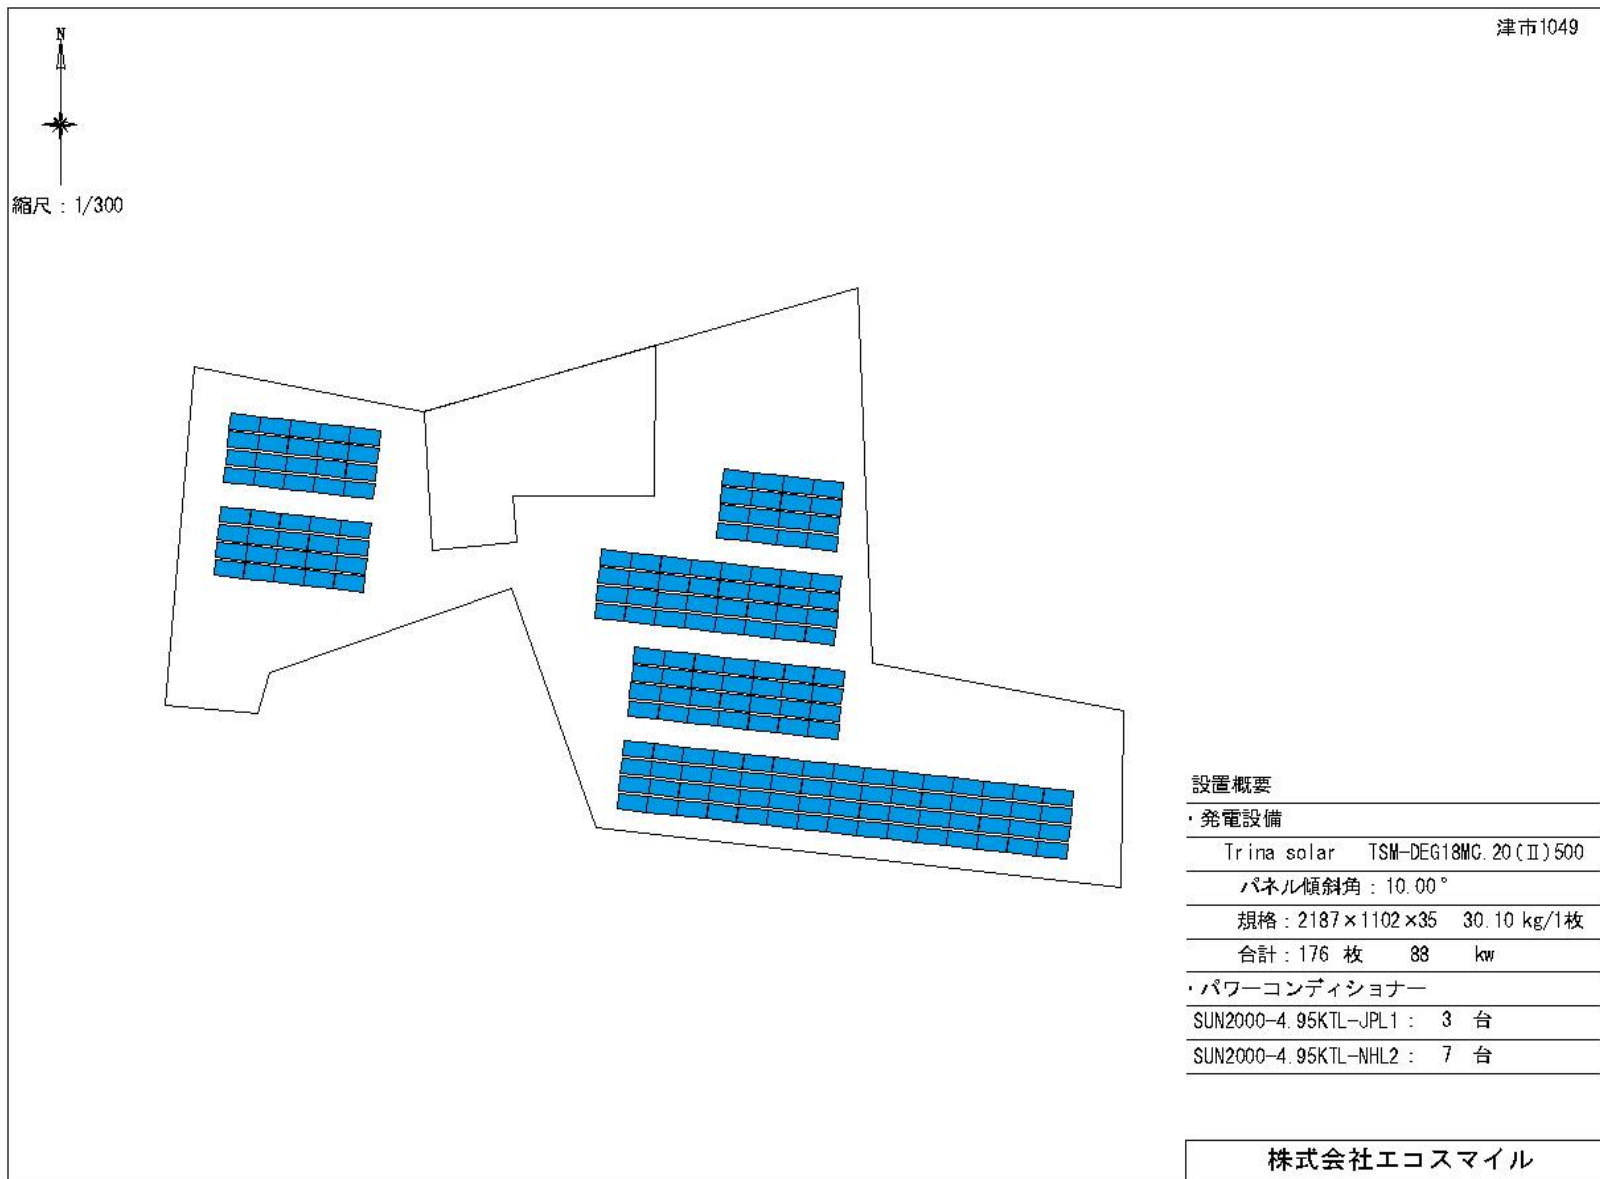 津市1049
N
縮尺：1/300
設置概要
・発電設備
Trina solar TSM-DEG18MC.20(Ⅱ)500
パネル傾斜角：10.00°
規格：2187×1102×35 30.10 kg/1枚
合計：176 枚 88 kw
・パワーコンディショナー
SUN2000-4.95KTL-JPL1： 3 台
SUN2000-4.95KTL-NHL2： 7 台
株式会社エコスマイル